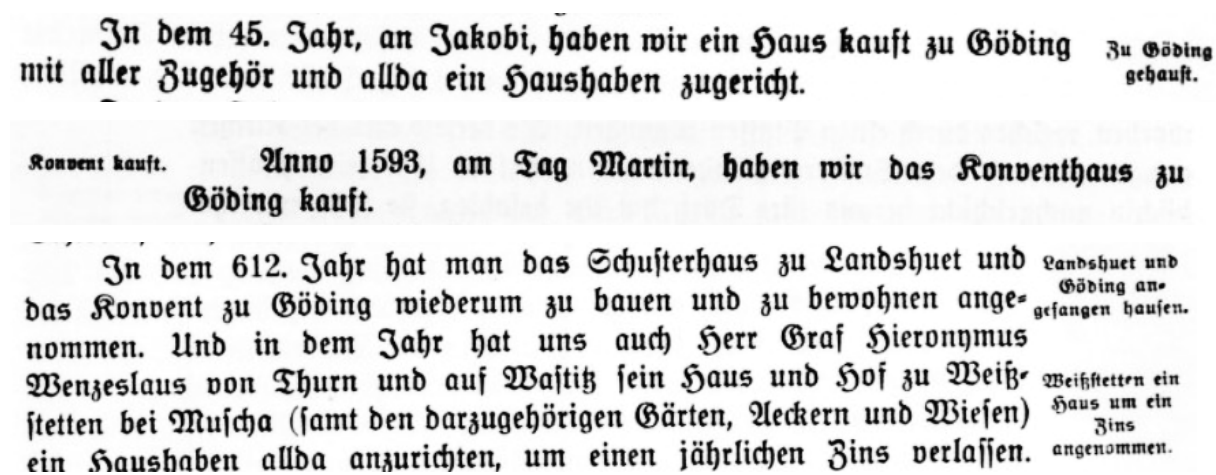 In dem 45. Jahr, an Jakobi, haben wir ein Haus kauft zu Göding
mit aller Zugehör und allda ein Haushaben zugericht.
Zu Göding
gehauft.
Konvent kauft.
Anno 1593, am Tag Martin, haben wir das Konventhaus zu
Göding kauft.
In dem 612. Jahr hat man das Schusterhaus zu Landshuet und
das Konvent zu Göding wiederum zu bauen und zu bewohnen ange-
nommen. Und in dem Jahr hat uns auch Herr Graf Hieronymus
Wenzeslaus von Thurn und auf Wastitz sein Haus und Hof zu Weiß-
stetten bei Muscha (samt den darzugehörigen Gärten, Aeckern und Wiesen)
ein Haushaben allda anzurichten, um einen jährlichen Zins verlassen.
Landshuet und
Göding an-
gefangen hausen.
Weißstetten ein
Haus um ein
Zins
angenommen.